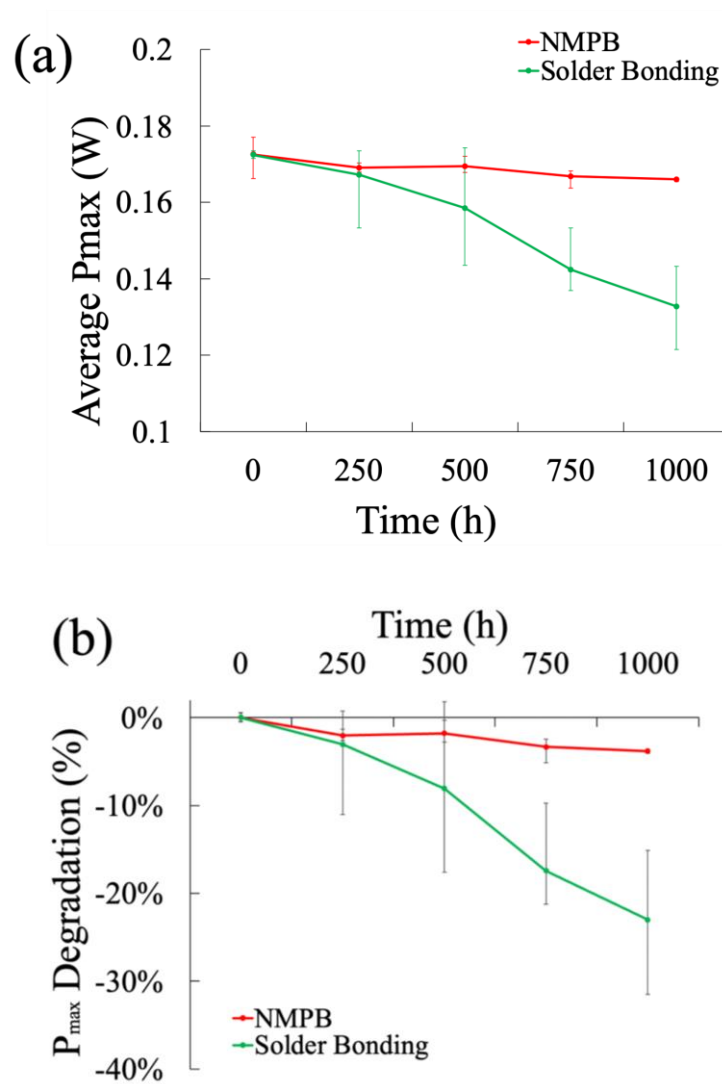 (a)
NMPB
Solder Bonding
Average Pmax (W)
0.2
0.18
0.16
0.14
0.12
0.1
0 250 500 750 1000
Time (h)
(b)
Time (h)
0 250 500 750 1000
Pmax Degradation (%)
0%
-10%
-20%
-30%
-40%
NMPB
Solder Bonding